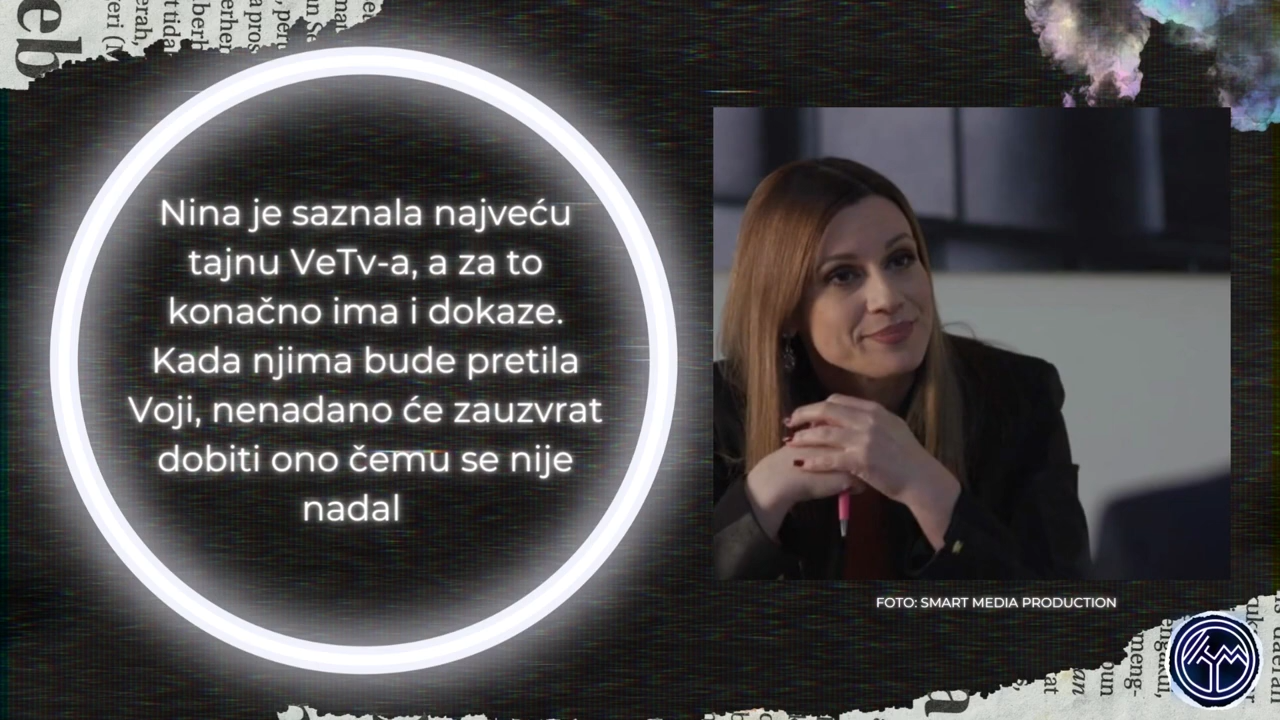 Nina je saznala najveću
tajnu VeTv-a, a za to
konačno ima i dokaze.
Kada njima bude pretila
Voji, nenadano će zauzvrat
dobiti ono čemu se nije
nadal
FOTO: SMART MEDIA PRODUCTION